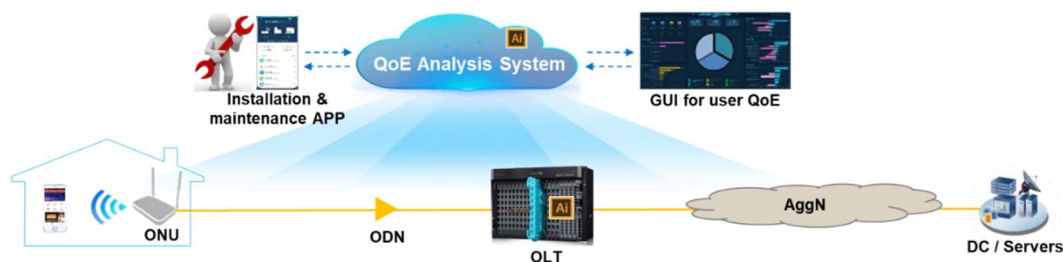 Ai
QoE Analysis System
Installation &
maintenance APP
GUI for user QoE
Ai
AggN
ONU
ODN
OLT
DC / Servers